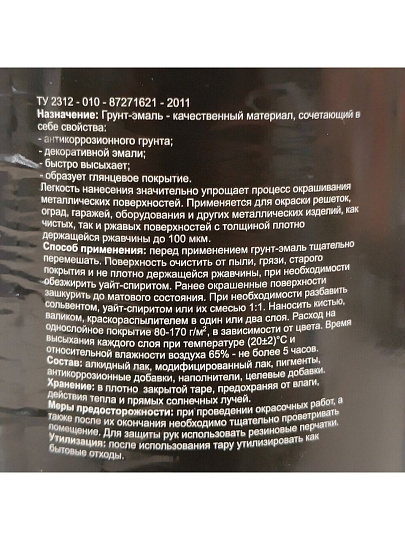 ТУ 2312 - 010 - 87271621 - 2011
Назначение: Грунт-эмаль - качественный материал, сочетающий в
себе свойства:
- антикоррозионного грунта;
- декоративной эмали;
- быстро высыхает;
- образует глянцевое покрытие.
Легкость нанесения значительно упрощает процесс окрашивания
металлических поверхностей. Применяется для окраски решеток,
оград, гаражей, оборудования и других металлических изделий, как
чистых, так и ржавых поверхностей с толщиной плотно
держащейся ржавчины до 100 мкм.
Способ применения: перед применением грунт-эмаль тщательно
перемешать. Поверхность очистить от пыли, грязи, старого
покрытия и не плотно держащейся ржавчины, при необходимости
обезжирить уайт-спиритом. Ранее окрашенные поверхности
зашкурить до матового состояния. При необходимости разбавить
сольвентом, уайт-спиритом или их смесью 1:1. Наносить кистью,
валиком, краскораспылителем в один или два слоя. Расход на
однослойное покрытие 80-170 г/м², в зависимости от цвета. Время
высыхания каждого слоя при температуре (20±2)°С и
относительной влажности воздуха 65% - не более 5 часов.
Состав: алкидный лак, модифицированный лак, пигменты,
антикоррозионные добавки, наполнители, целевые добавки.
Хранение: в плотно закрытой таре, предохраняя от влаги,
действия тепла и прямых солнечных лучей.
Меры предосторожности: при проведении окрасочных работ, а
также после их окончания необходимо тщательно проветривать
помещение. Для защиты рук использовать резиновые перчатки.
Утилизация: после использования тару утилизировать как
бытовые отходы.